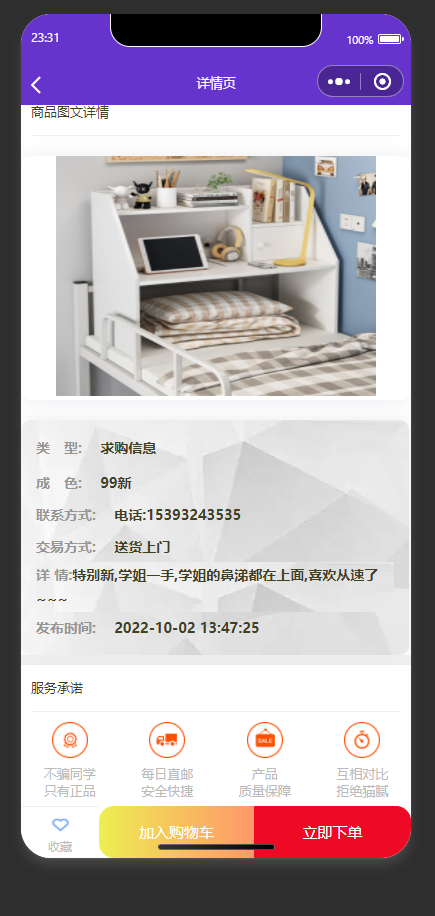 23:31
100%
详情页
商品图文详情
类 型: 求购信息
成 色: 99新
联系方式: 电话:15393243535
交易方式: 送货上门
详 情:特别新,学姐一手,学姐的鼻涕都在上面,喜欢从速了
~~~
发布时间: 2022-10-02 13:47:25
服务承诺
不骗同学 每日直邮 产品 互相对比
只有正品 安全快捷 质量保障 拒绝猫腻
SALE
收藏
加入购物车
立即下单